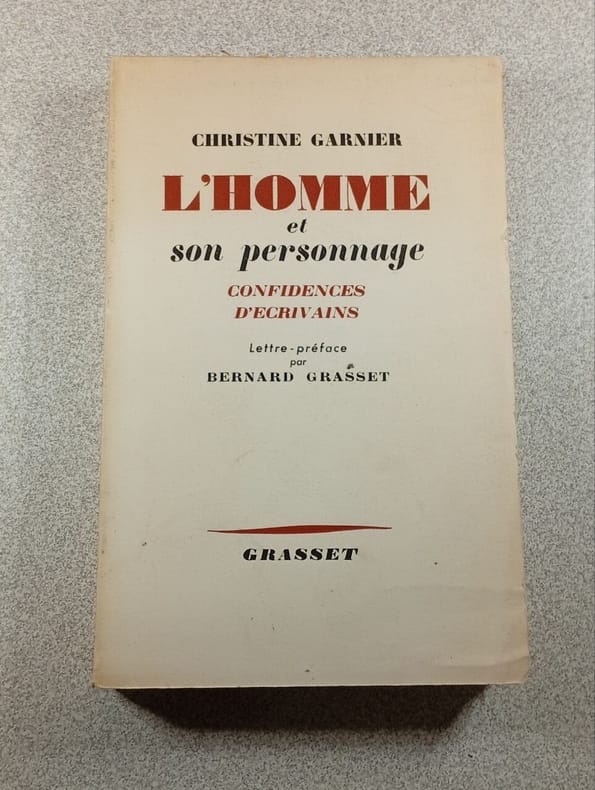 CHRISTINE GARNIER
L'HOMME
et
son personnage
CONFIDENCES
D'ECRIVAINS
Lettre-préface
par
BERNARD GRASSET
GRASSET